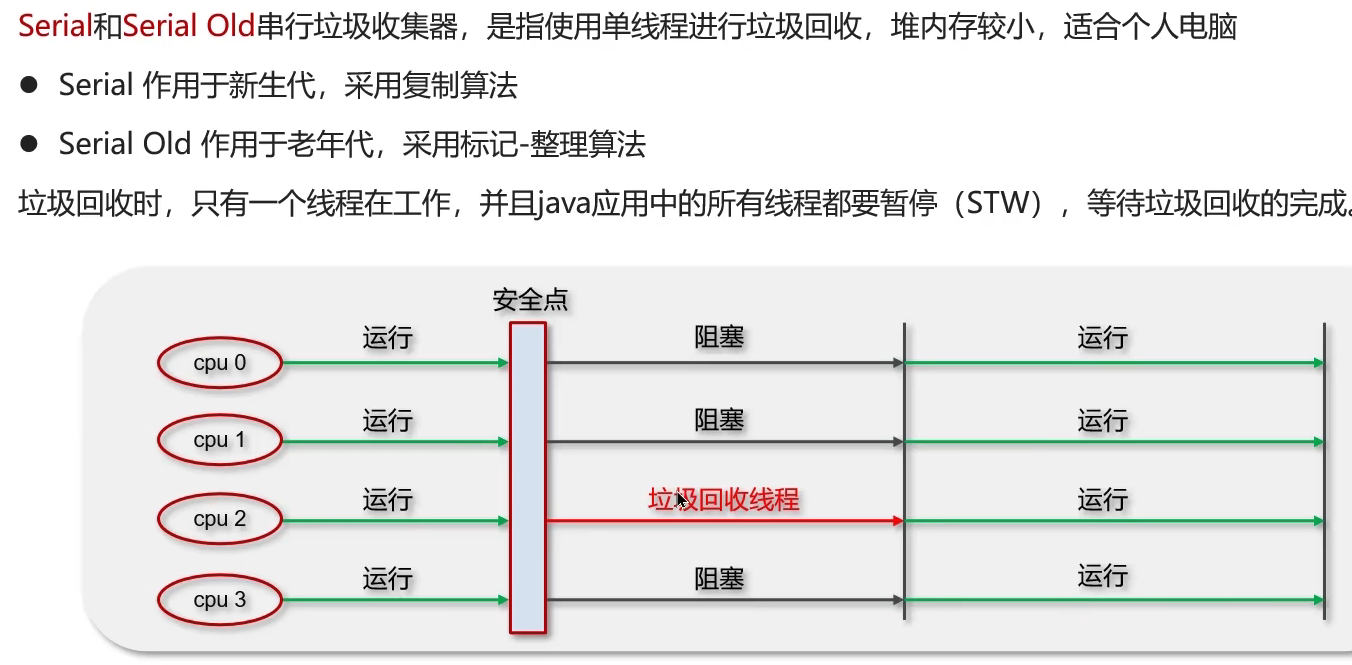 Serial和Serial Old串行垃圾收集器，是指使用单线程进行垃圾回收，堆内存较小，适合个人电脑
● Serial 作用于新生代，采用复制算法
● Serial Old 作用于老年代，采用标记-整理算法
垃圾回收时，只有一个线程在工作，并且java应用中的所有线程都要暂停（STW），等待垃圾回收的完成。
安全点
cpu 0 运行 阻塞 运行
cpu 1 运行 阻塞 运行
cpu 2 运行 垃圾回收线程 运行
cpu 3 运行 阻塞 运行